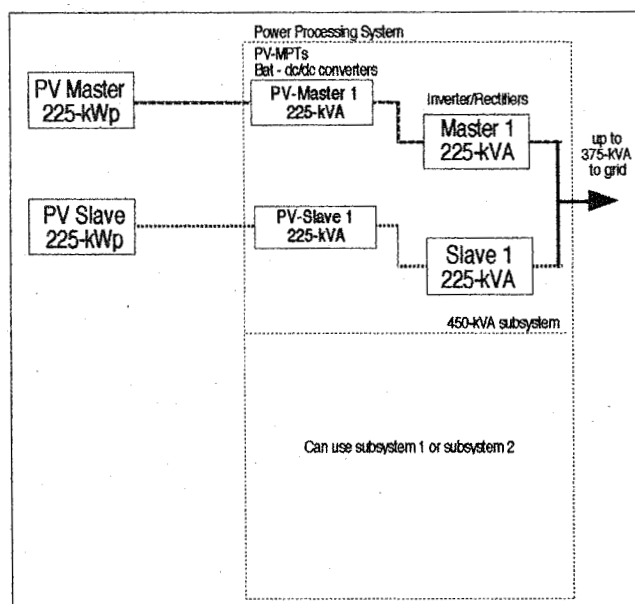 Power Processing System
PV-MPTs
Bat - dc/dc converters
PV Master
225-kWp
PV-Master 1
225-kVA
Inverter/Rectifiers
Master 1
225-kVA
up to
375-KVA
to grid
PV Slave
225-kWp
PV-Slave 1
225-kVA
Slave 1
225-kVA
450-kVA subsystem
Can use subsystem 1 or subsystem 2